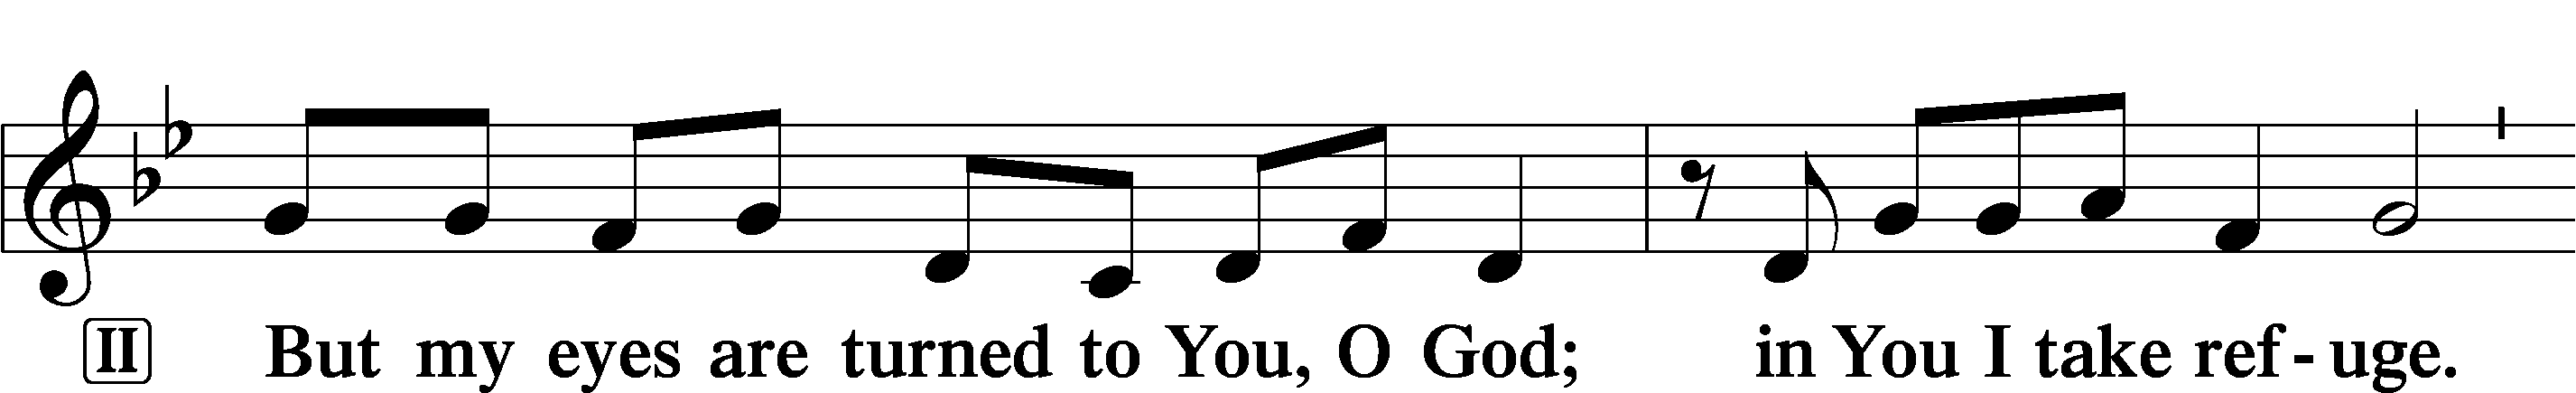 II But my eyes are turned to You, O God; in You I take ref - uge.